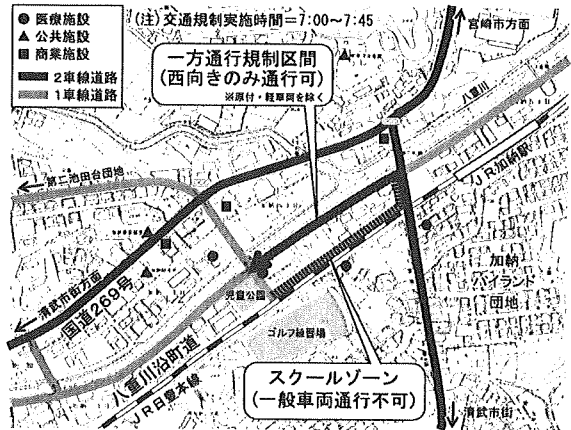 医療施設
公共施設
商業施設
2車線道路
1車線道路
(注)交通規制実施時間=7:00~7:45
宮崎市方面
一方通行規制区間
(西向きのみ通行可)
※原付・軽車両を除く
八重川
JR加納駅
第二池田台団地
清武市街方面
国道269号
児童公園
加納
ハイランド
団地
ゴルフ練習場
八重川沿町道
JR日豊本線
スクールゾーン
(一般車両通行不可)
清武市街